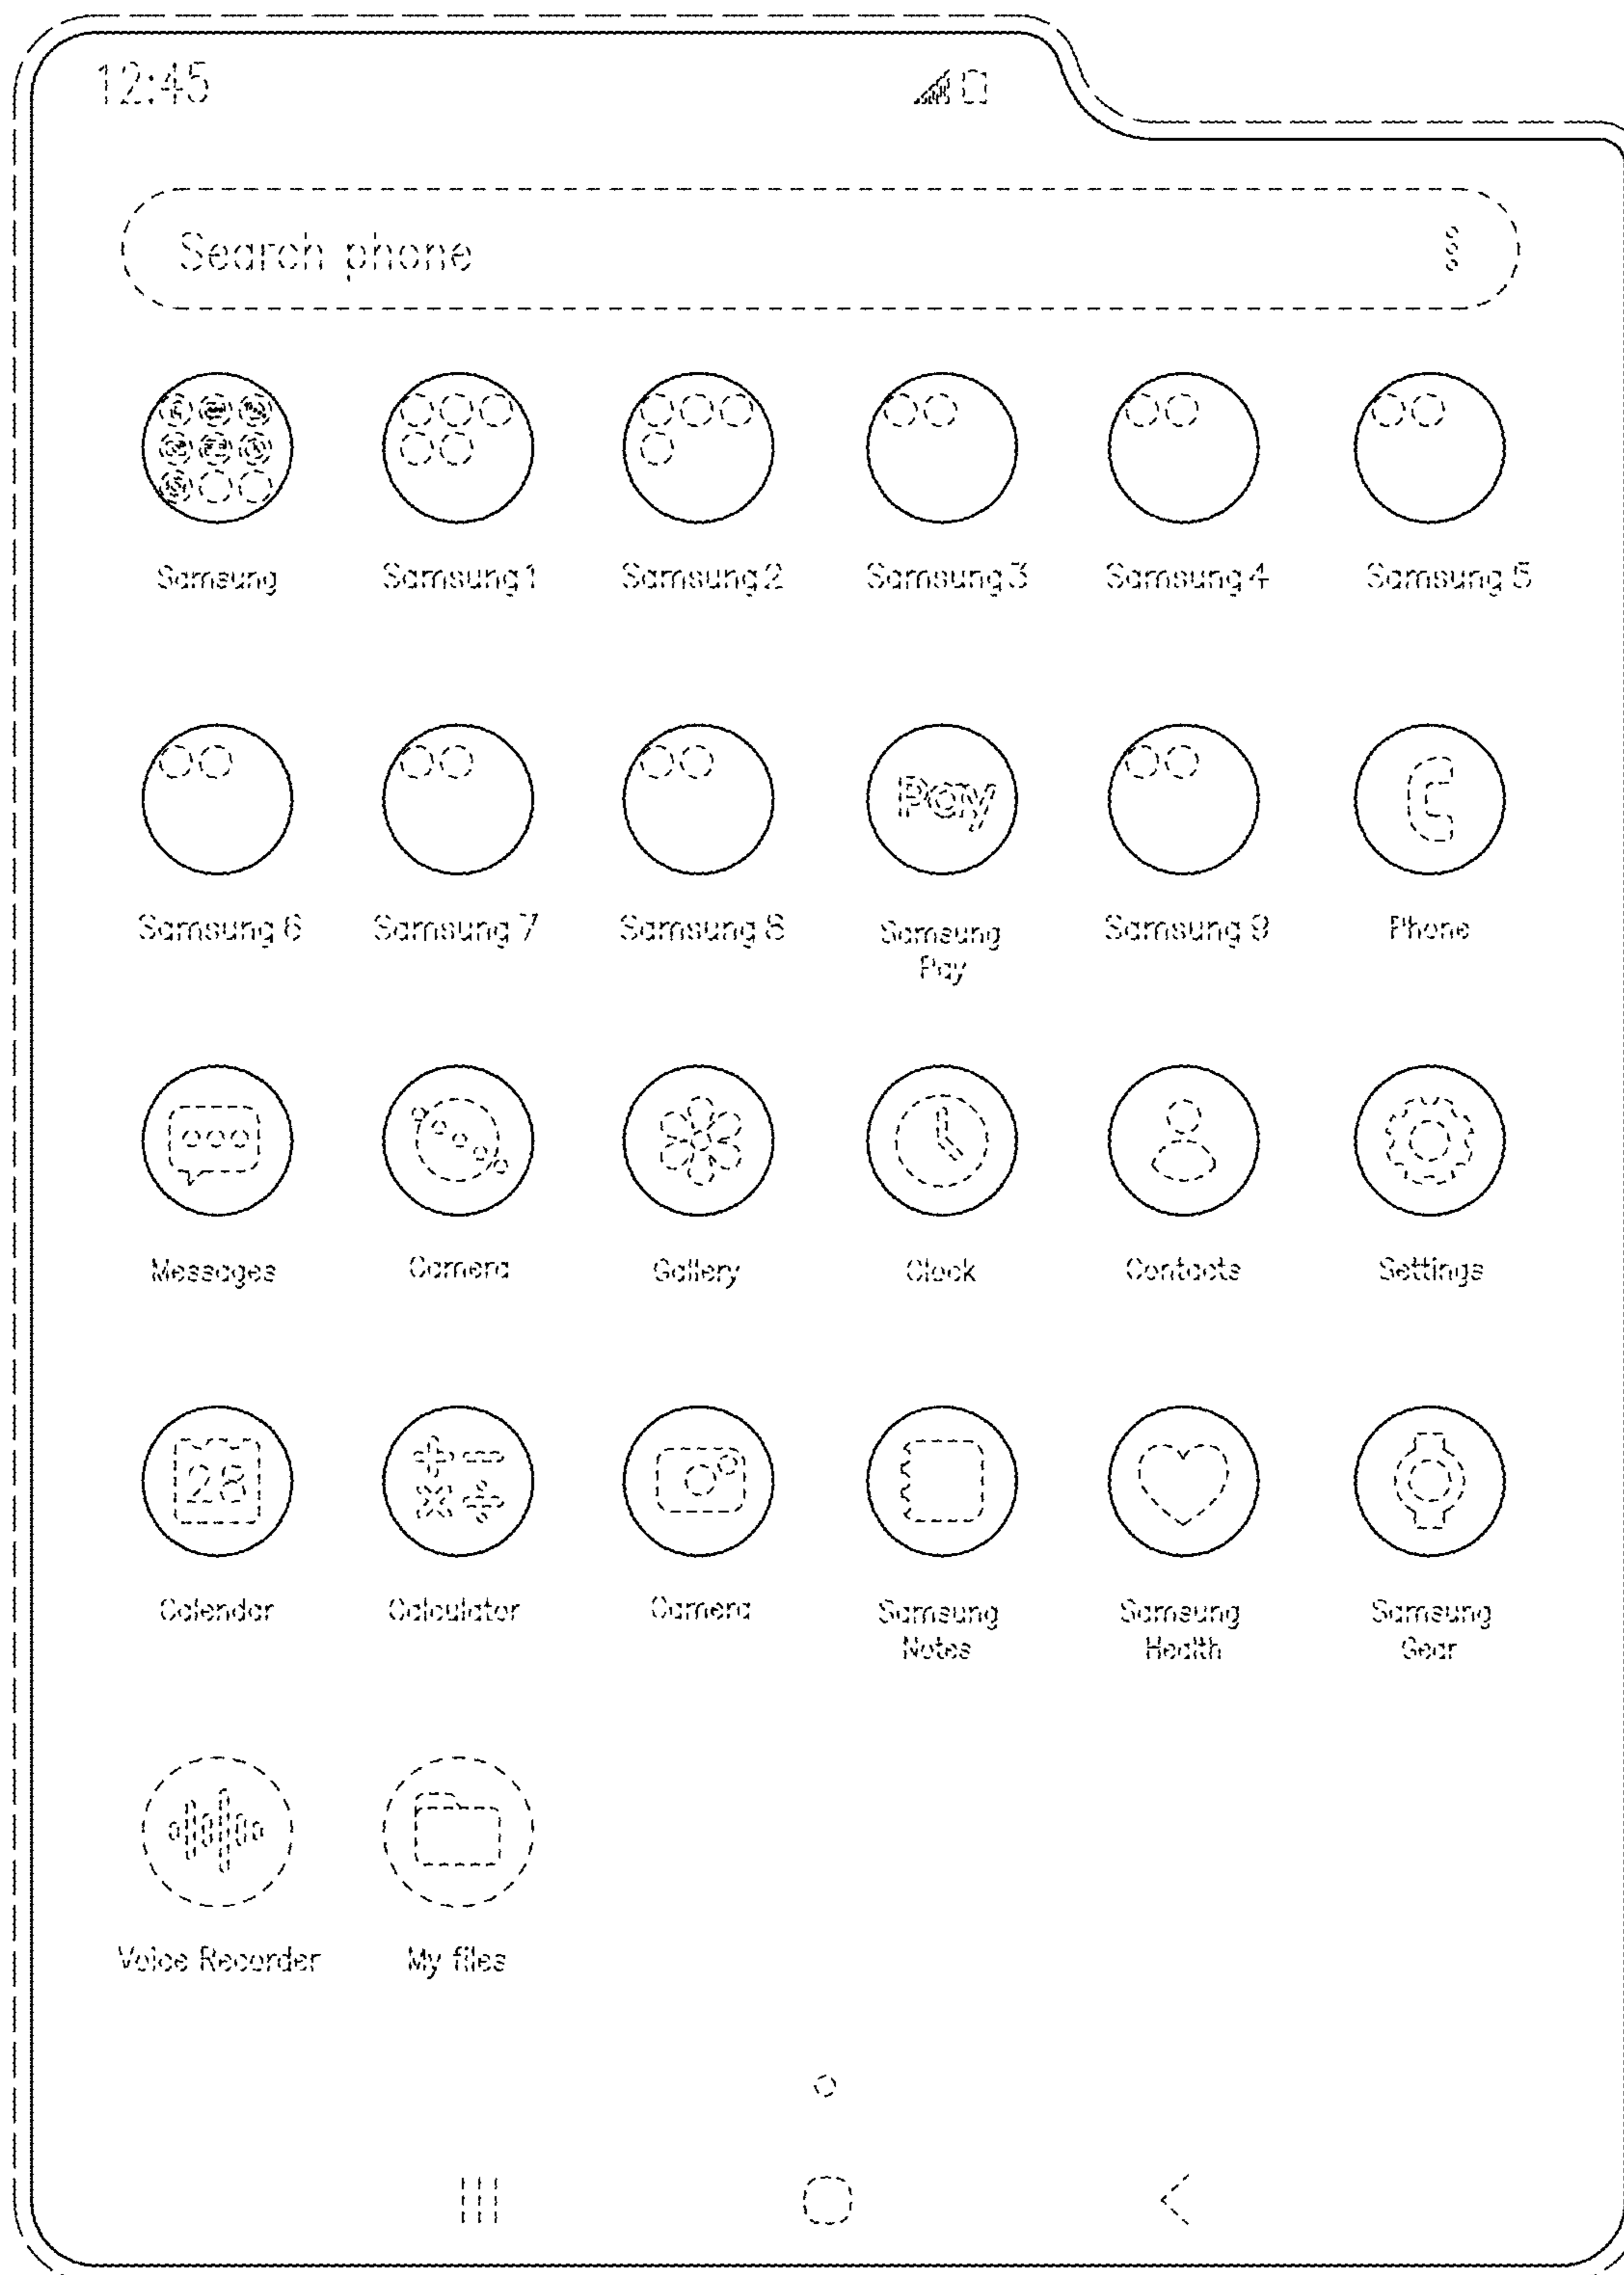 12:45
Search phone
Samsung Samsung 1 Samsung 2 Samsung 3 Samsung 4 Samsung 5
Pay
Samsung 6 Samsung 7 Samsung 8 Samsung Samsung 9 Phone
Pay
Messages Camera Gallery Clock Contacts Settings
28
Calendar Calculator Camera Samsung Samsung Samsung
Notes Health Gear
Voice Recorder My files